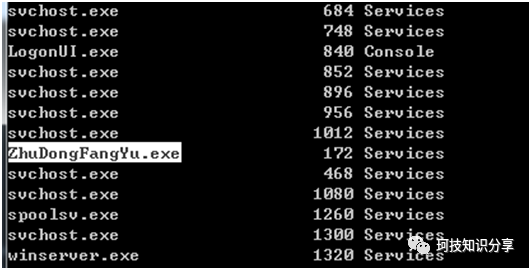 svchost.exe 684 Services
svchost.exe 748 Services
LogonUI.exe 840 Console
svchost.exe 852 Services
svchost.exe 896 Services
svchost.exe 956 Services
svchost.exe 1012 Services
ZhuDongFangYu.exe 172 Services
svchost.exe 468 Services
svchost.exe 1080 Services
spoolsv.exe 1260 Services
svchost.exe 1300 Services
winserver.exe 1320 Services
珂技知识分享